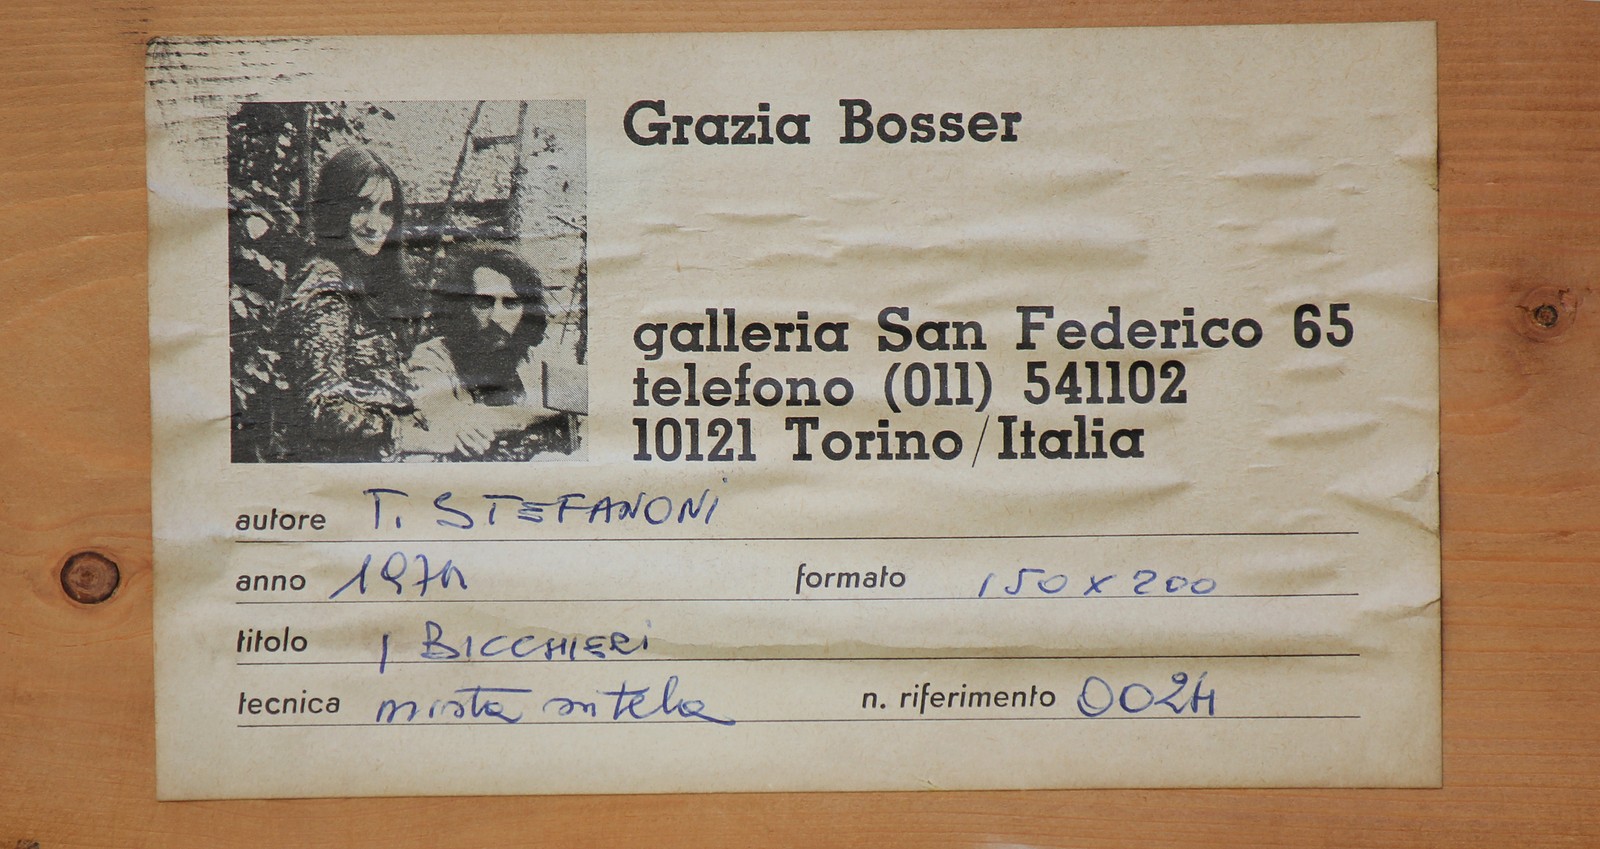 Grazia Bosser
galleria San Federico 65
telefono (011) 541102
10121 Torino/Italia
autore T. STEFANONI
anno 1974 formato 150 x 200
titolo I BICCHIERI
tecnica mista su tela n. riferimento 0024